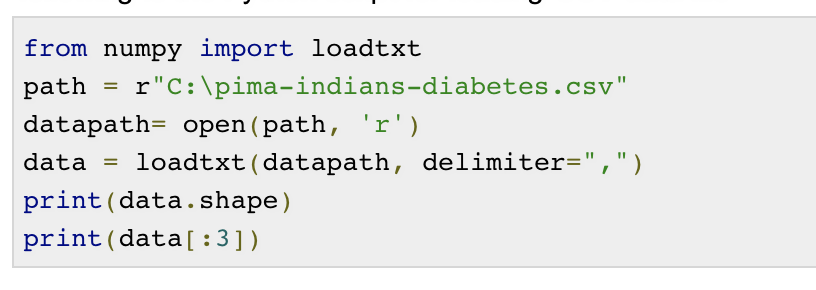 from numpy import loadtxt
path = r"C:\pima-indians-diabetes.csv"
datapath= open(path, 'r')
data = loadtxt(datapath, delimiter=",")
print(data.shape)
print(data[:3])